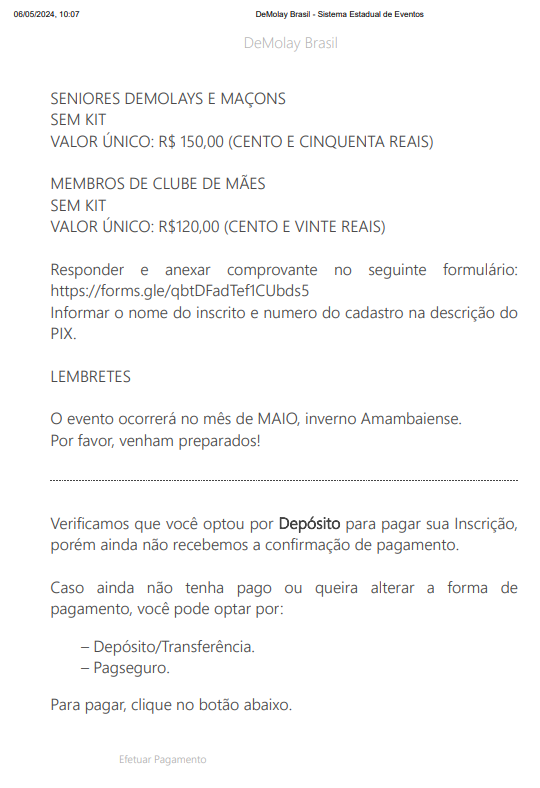 06/05/2024, 10:07
DeMolay Brasil - Sistema Estadual de Eventos
DeMolay Brasil
SENIORES DEMOLAYS E MAÇONS
SEM KIT
VALOR ÚNICO: R$ 150,00 (CENTO E CINQUENTA REAIS)
MEMBROS DE CLUBE DE MÃES
SEM KIT
VALOR ÚNICO: R$120,00 (CENTO E VINTE REAIS)
Responder e anexar comprovante no seguinte formulário:
https://forms.gle/qbtDFadTef1CUbds5
Informar o nome do inscrito e numero do cadastro na descrição do
PIX.
LEMBRETES
O evento ocorrerá no mês de MAIO, inverno Amambaiense.
Por favor, venham preparados!
Verificamos que você optou por Depósito para pagar sua Inscrição,
porém ainda não recebemos a confirmação de pagamento.
Caso ainda não tenha pago ou queira alterar a forma de
pagamento, você pode optar por:
– Depósito/Transferência.
– Pagseguro.
Para pagar, clique no botão abaixo.
Efetuar Pagamento